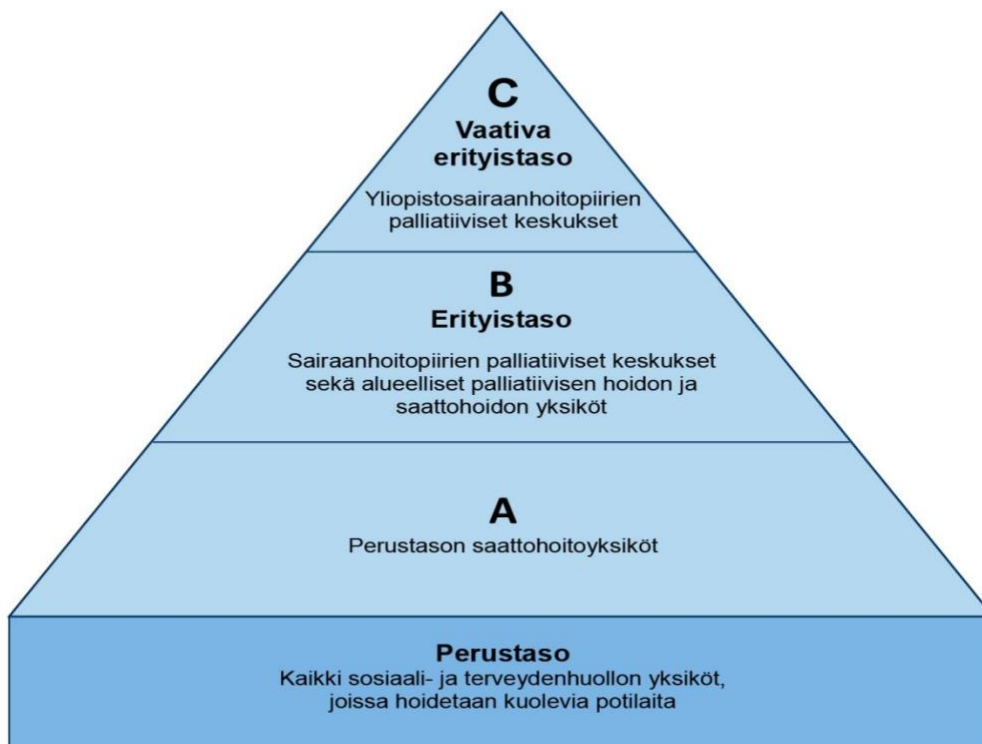 C
Vaativa
erityistaso
Yliopistosairaanhoitopiirien
palliatiiviset keskukset
B
Erityistaso
Sairaanhoitopiirien palliatiiviset keskukset
sekä alueelliset palliatiivisen hoidon ja
saattohoidon yksiköt
A
Perustason saattohoitoyksiköt
Perustaso
Kaikki sosiaali- ja terveydenhuollon yksiköt,
joissa hoidetaan kuolevia potilaita